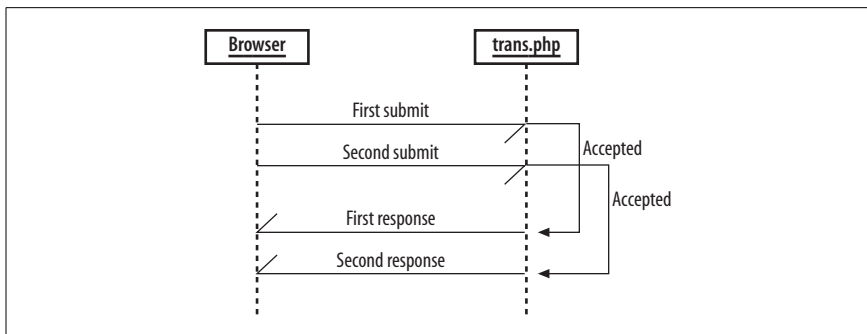 Browser
trans.php
First submit
Accepted
Second submit
Accepted
First response
Second response